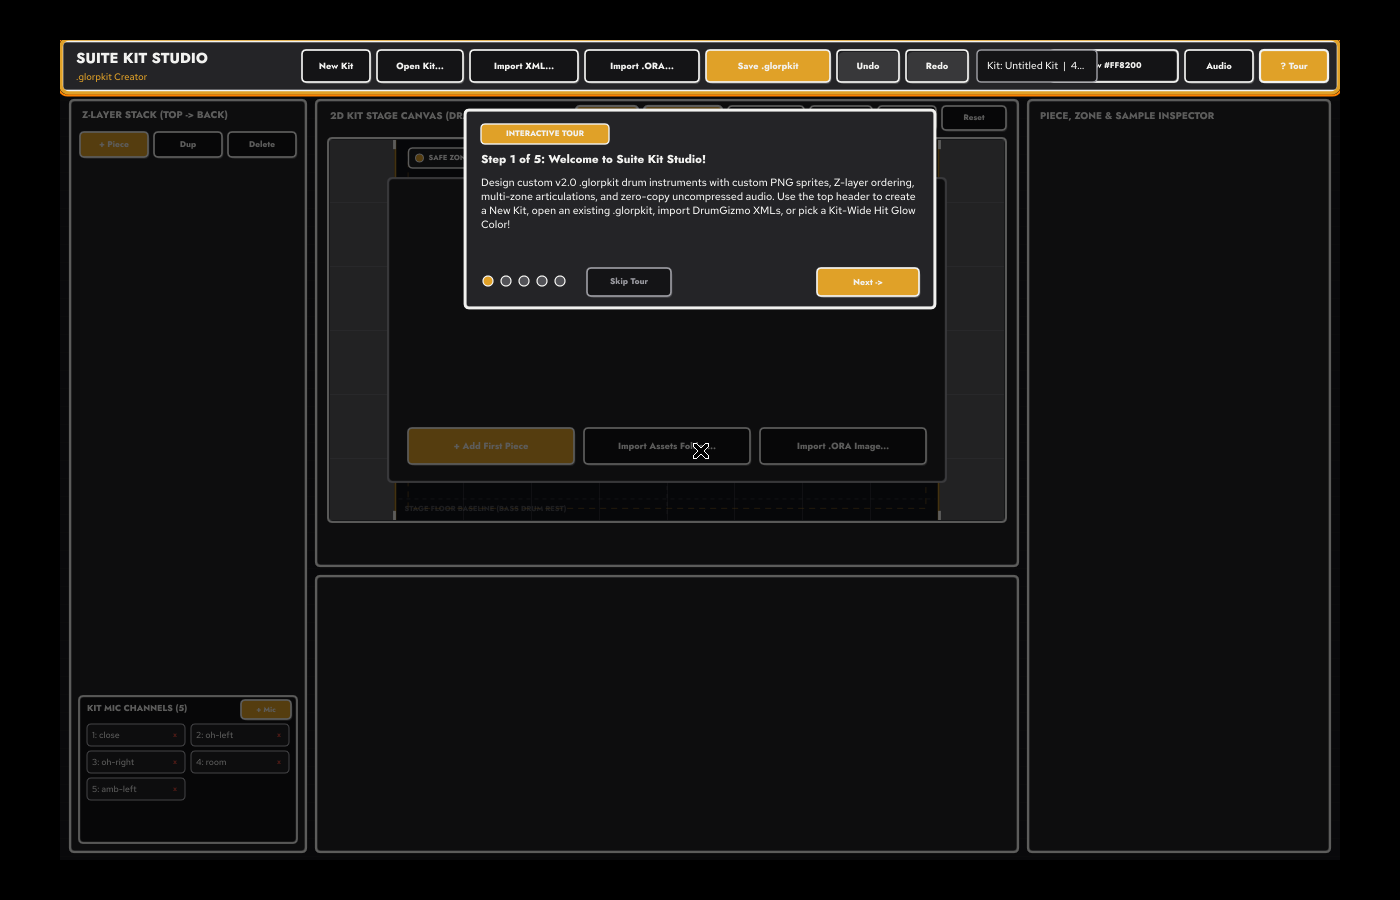 SUITE KIT STUDIO
.glorpkit Creator
New Kit
Open Kit...
Import XML...
Import .ORA...
Save .glorpkit
Undo
Redo
Kit: Untitled Kit | 4...
#FF8200
Audio
? Tour
Z-LAYER STACK (TOP -> BACK)
+ Piece
Dup
Delete
2D KIT STAGE CANVAS
Reset
PIECE, ZONE & SAMPLE INSPECTOR
SAFE
INTERACTIVE TOUR
Step 1 of 5: Welcome to Suite Kit Studio!
Design custom v2.0 .glorpkit drum instruments with custom PNG sprites, Z-layer ordering,
multi-zone articulations, and zero-copy uncompressed audio. Use the top header to create
a New Kit, open an existing .glorpkit, import DrumGizmo XMLs, or pick a Kit-Wide Hit Glow
Color!
Skip Tour
Next ->
+ Add First Piece
Import Assets
Import .ORA Image...
STAGE FLOOR BASELINE (BASE DRUM REST)
KIT MIC CHANNELS (5)
+ Mic
1: close x
2: oh-left x
3: oh-right x
4: room x
5: amb-left x